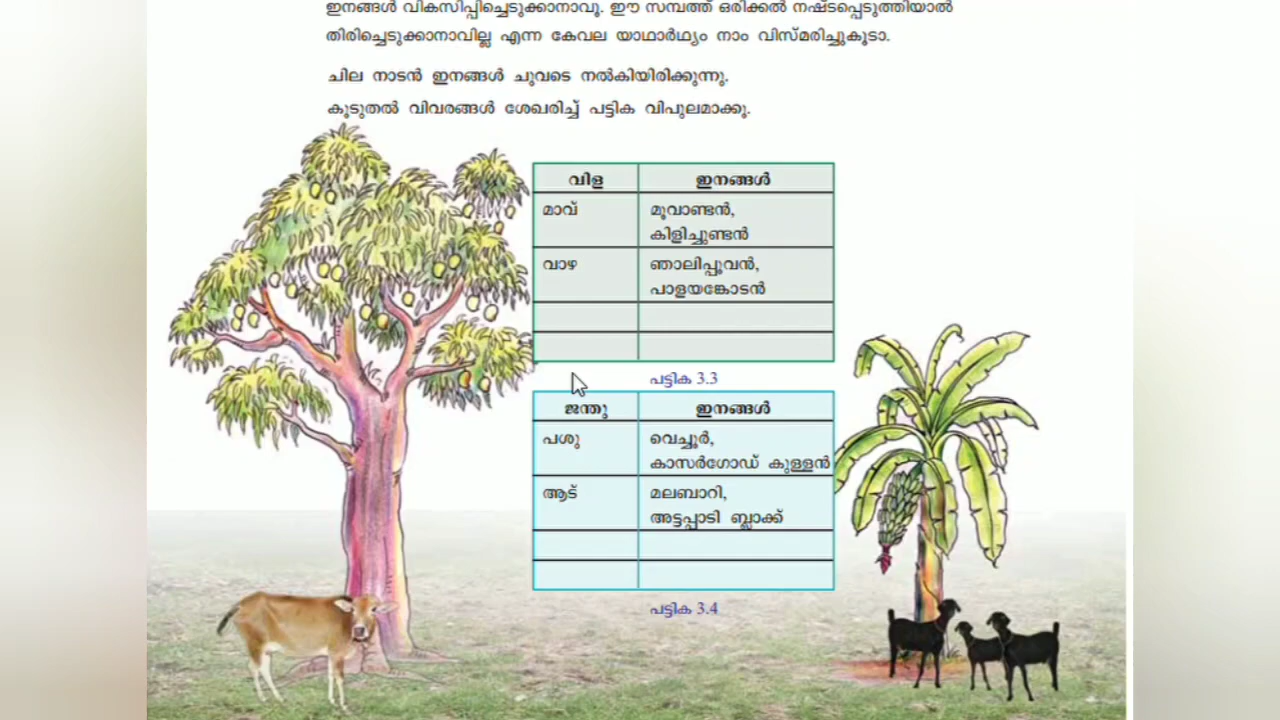 ഇനങ്ങൾ വികസിപ്പിച്ചെടുക്കാനാവൂ. ഈ സമ്പത്ത് ഒരിക്കൽ നഷ്ടപ്പെടുത്തിയാൽ
തിരിച്ചെടുക്കാനാവില്ല എന്ന കേവല യാഥാർഥ്യം നാം വിസ്മരിച്ചുകൂടാ.
ചില നാടൻ ഇനങ്ങൾ ചുവടെ നൽകിയിരിക്കുന്നു.
കൂടുതൽ വിവരങ്ങൾ ശേഖരിച്ച് പട്ടിക വിപുലമാക്കൂ.
വിള ഇനങ്ങൾ
മാവ് മൂവാണ്ടൻ,
കിളിച്ചുണ്ടൻ
വാഴ ഞാലിപ്പൂവൻ,
പാളയങ്കോടൻ
പട്ടിക 3.3
ജന്തു ഇനങ്ങൾ
പശു വെച്ചൂർ,
കാസർഗോഡ് കുള്ളൻ
ആട് മലബാറി,
അട്ടപ്പാടി ബ്ലാക്ക്
പട്ടിക 3.4